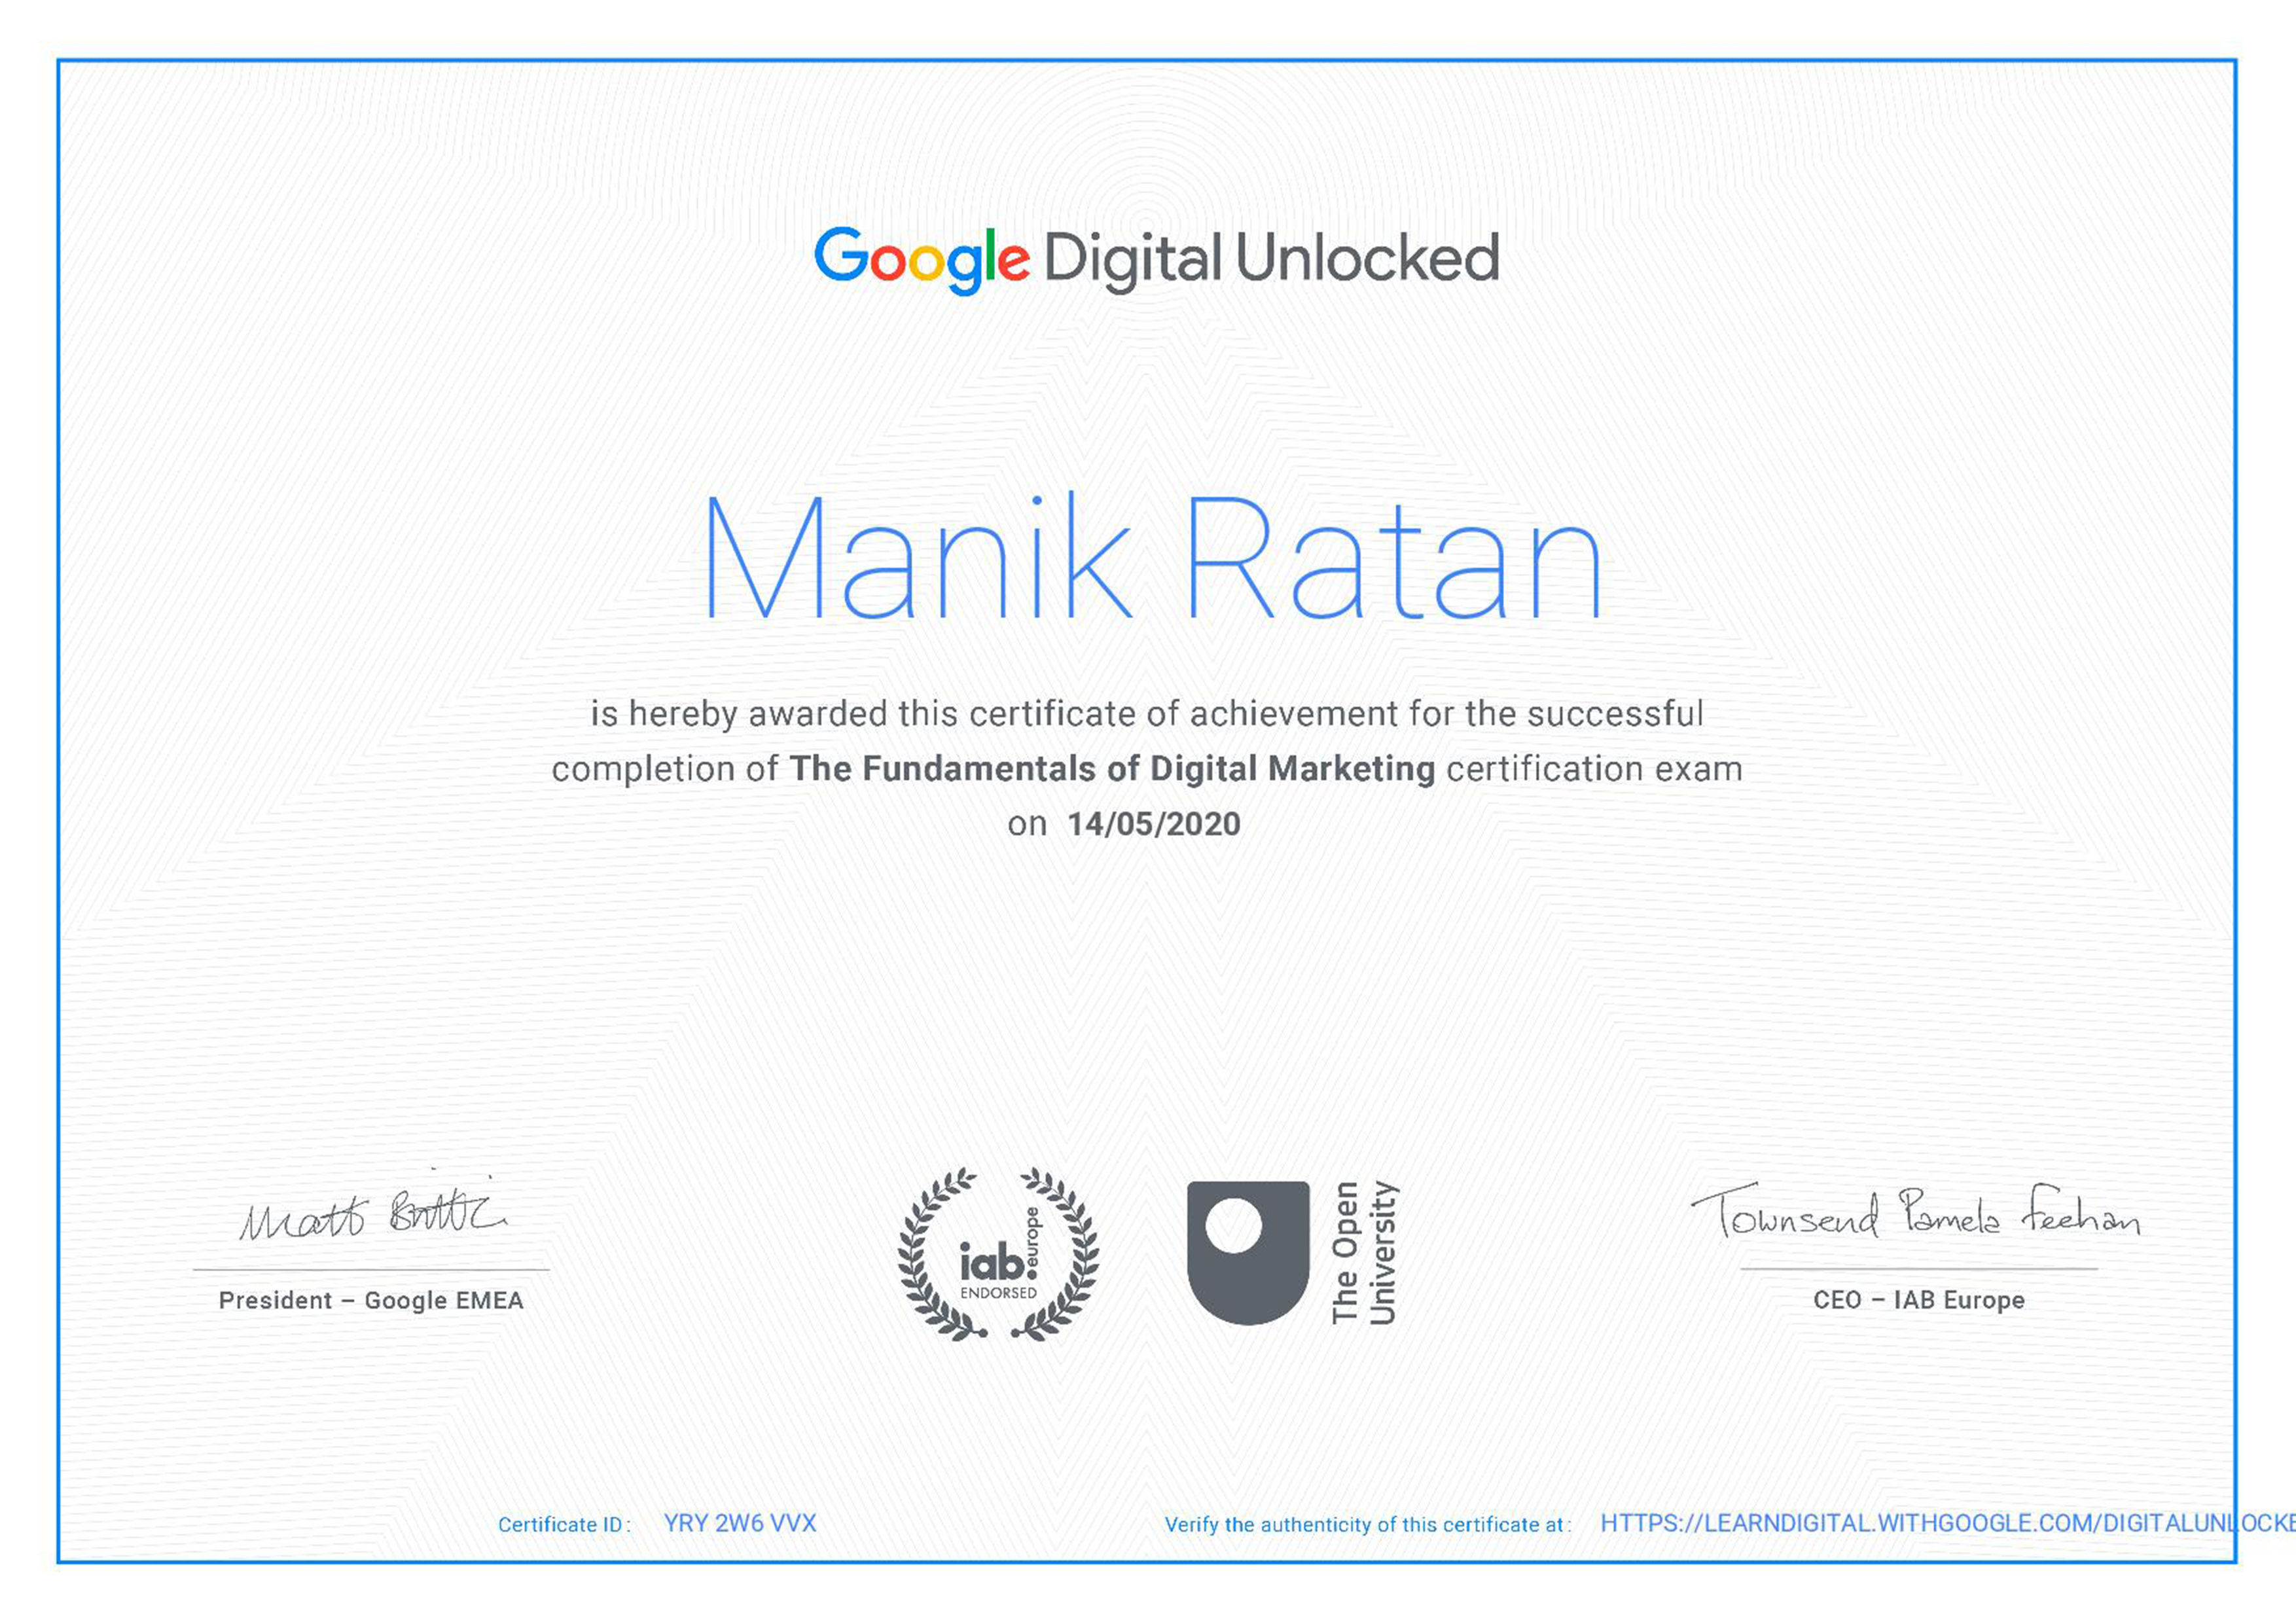 Google Digital Unlocked
Manik Ratan
is hereby awarded this certificate of achievement for the successful
completion of The Fundamentals of Digital Marketing certification exam
on 14/05/2020
Matt Brittin
President – Google EMEA
iab.europe
ENDORSED
The Open
University
Townsend Pamela Feehan
CEO – IAB Europe
Certificate ID: YRY 2W6 VVX
Verify the authenticity of this certificate at: HTTPS://LEARNDIGITAL.WITHGOOGLE.COM/DIGITALUNLOCKE